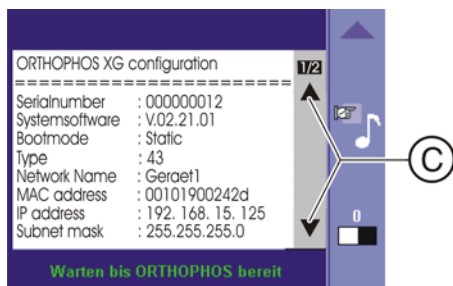 ORTHOPHOS XG configuration
1/2
========================
Serialnumber : 000000012
Systemsoftware : V.02.21.01
Bootmode : Static
Type : 43
Network Name : Geraet1
MAC address : 00101900242d
IP address : 192. 168. 15. 125
Subnet mask : 255.255.255.0
C
0
Warten bis ORTHOPHOS bereit